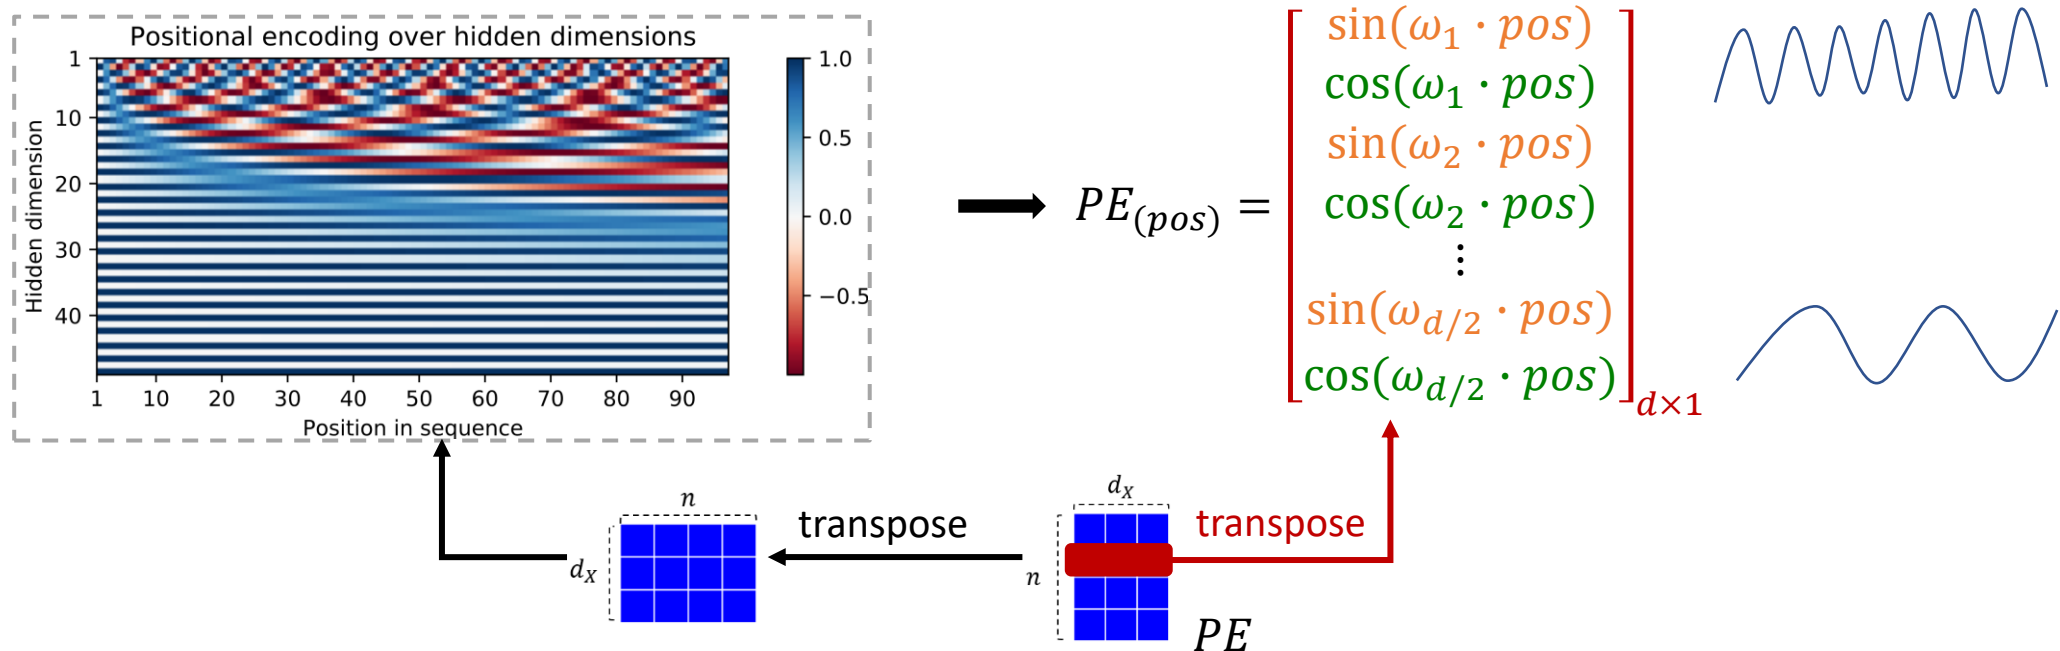 Positional encoding over hidden dimensions
Hidden dimension
1
10
20
30
40
1 10 20 30 40 50 60 70 80 90
Position in sequence
1.0
0.5
0.0
−0.5
PE(pos) =
sin(ω1 · pos)
cos(ω1 · pos)
sin(ω2 · pos)
cos(ω2 · pos)
⋮
sin(ωd/2 · pos)
cos(ωd/2 · pos)
d×1
n
dX
transpose
dX
n
transpose
PE